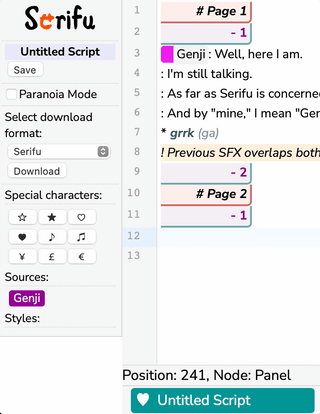 Serifu
Untitled Script
Save
Paranoia Mode
Select download
format:
Serifu
Download
Special characters:
☆ ★ ♡
♥ ♪ ♫
¥ £ €
Sources:
Genji
Styles:
1 # Page 1
2 - 1
3 Genji : Well, here I am.
4 : I'm still talking.
5 : As far as Serifu is concerne
6 : And by "mine," I mean "Gen
7 * grrk (ga)
8 ! Previous SFX overlaps both
9 - 2
10 # Page 2
11 - 1
12
13
Position: 241, Node: Panel
♥ Untitled Script